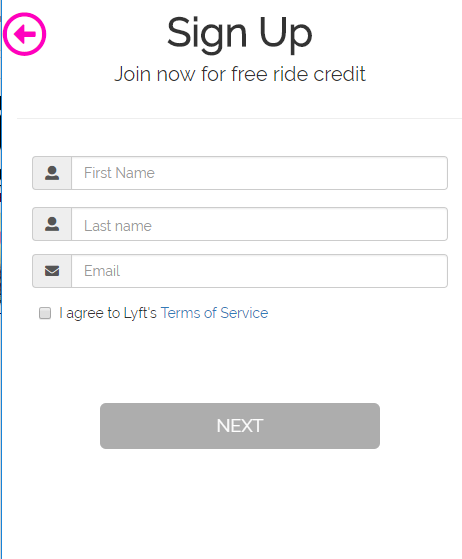 Sign Up
Join now for free ride credit
First Name
Last name
Email
I agree to Lyft's Terms of Service
NEXT